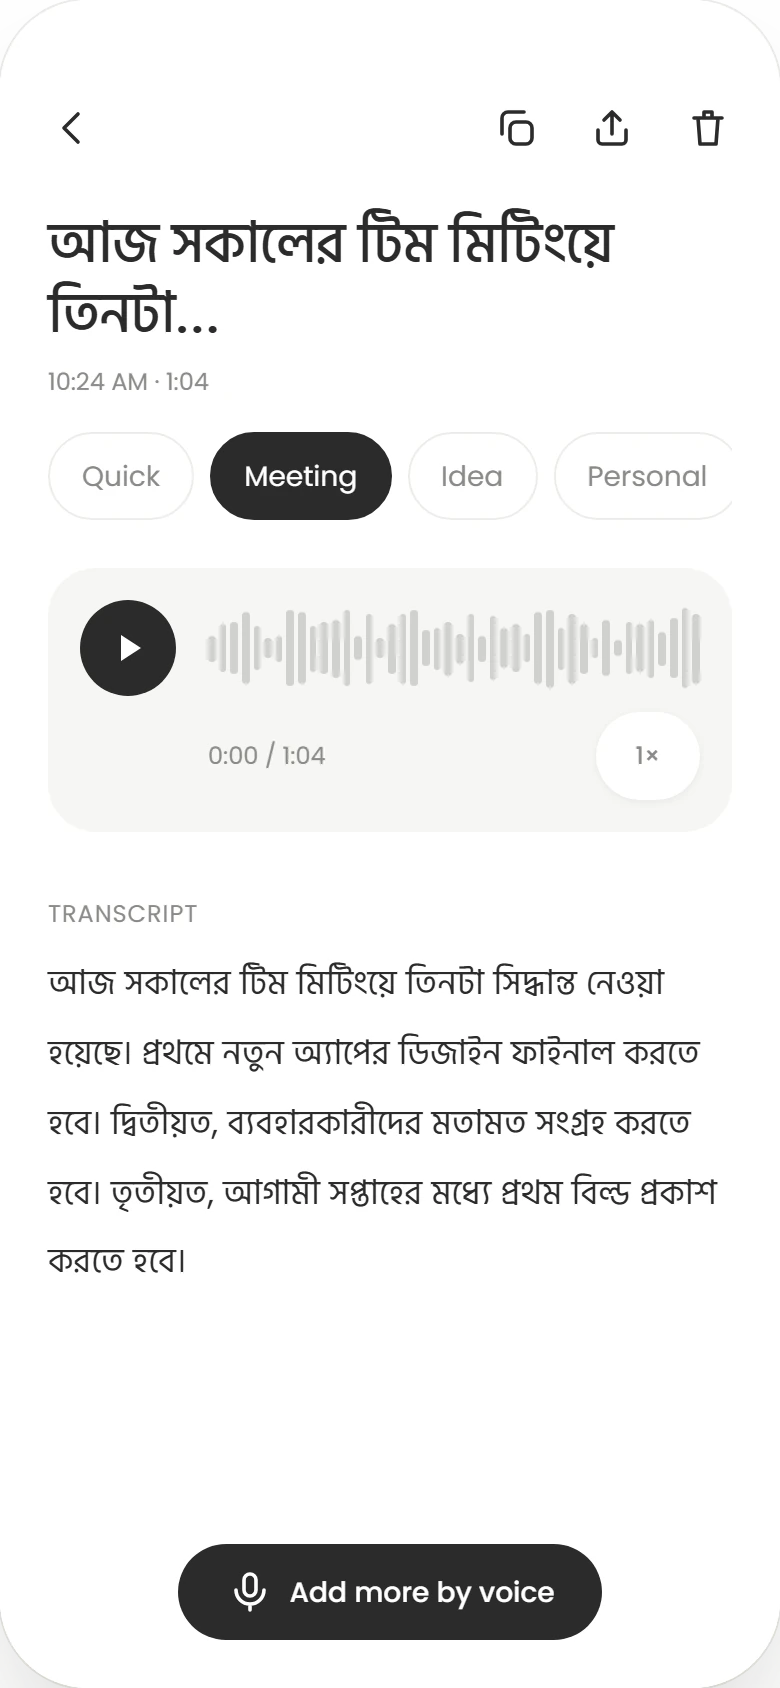 আজ সকালের টিম মিটিংয়ে
তিনটা...
10:24 AM · 1:04
Quick
Meeting
Idea
Personal
0:00 / 1:04
1×
TRANSCRIPT
আজ সকালের টিম মিটিংয়ে তিনটা সিদ্ধান্ত নেওয়া
হয়েছে। প্রথমে নতুন অ্যাপের ডিজাইন ফাইনাল করতে
হবে। দ্বিতীয়ত, ব্যবহারকারীদের মতামত সংগ্রহ করতে
হবে। তৃতীয়ত, আগামী সপ্তাহের মধ্যে প্রথম বিল্ড প্রকাশ
করতে হবে।
Add more by voice